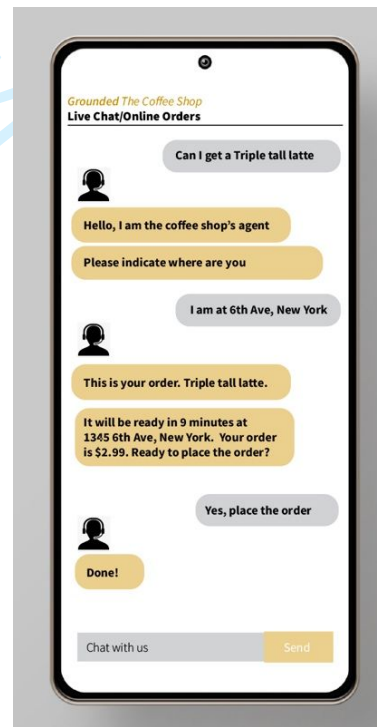 Grounded The Coffee Shop
Live Chat/Online Orders
Can I get a Triple tall latte
Hello, I am the coffee shop's agent
Please indicate where are you
I am at 6th Ave, New York
This is your order. Triple tall latte.
It will be ready in 9 minutes at
1345 6th Ave, New York. Your order
is $2.99. Ready to place the order?
Yes, place the order
Done!
Chat with us
Send